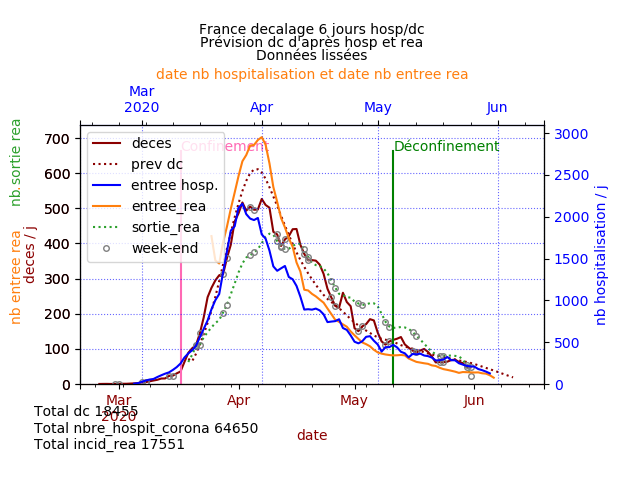 France decalage 6 jours hosp/dc
Prévision dc d'après hosp et rea
Données lissées
date nb hospitalisation et date nb entree rea
Mar
2020
Apr
May
Jun
700
600
500
400
300
200
100
0
3000
2500
2000
1500
1000
500
0
nb sortie rea
nb entree rea
deces / j
nb hospitalisation / j
Confinement
Déconfinement
deces
prev dc
entree hosp.
entree_rea
sortie_rea
week-end
Mar
2020
Apr
May
Jun
date
Total dc 18455
Total nbre_hospit_corona 64650
Total incid_rea 17551